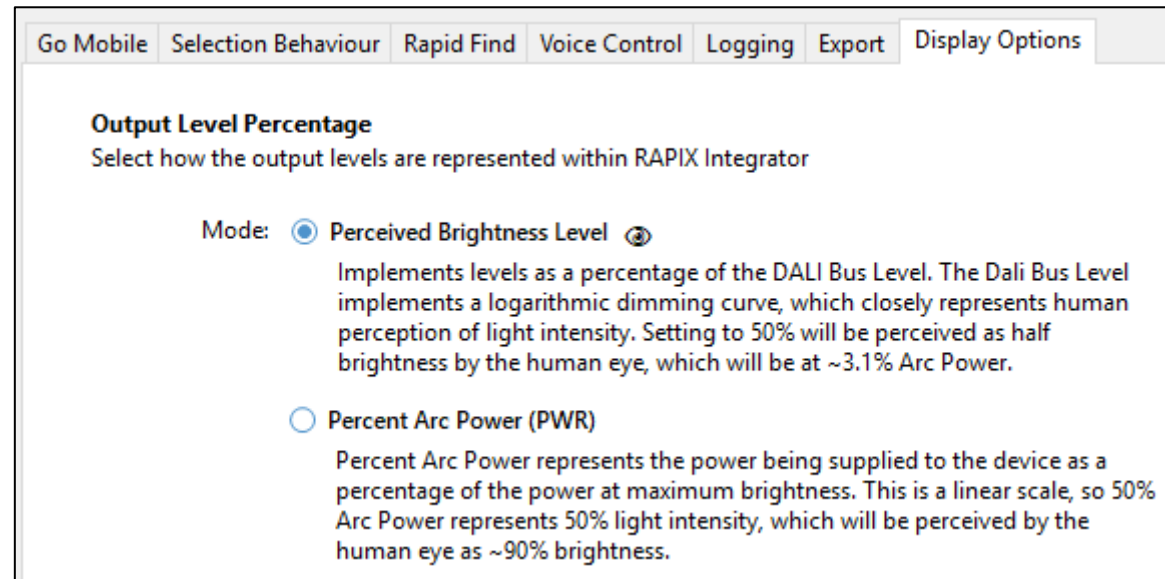 Go Mobile Selection Behaviour Rapid Find Voice Control Logging Export Display Options
Output Level Percentage
Select how the output levels are represented within RAPIX Integrator
Mode: Perceived Brightness Level
Implements levels as a percentage of the DALI Bus Level. The Dali Bus Level
implements a logarithmic dimming curve, which closely represents human
perception of light intensity. Setting to 50% will be perceived as half
brightness by the human eye, which will be at ~3.1% Arc Power.
Percent Arc Power (PWR)
Percent Arc Power represents the power being supplied to the device as a
percentage of the power at maximum brightness. This is a linear scale, so 50%
Arc Power represents 50% light intensity, which will be perceived by the
human eye as ~90% brightness.